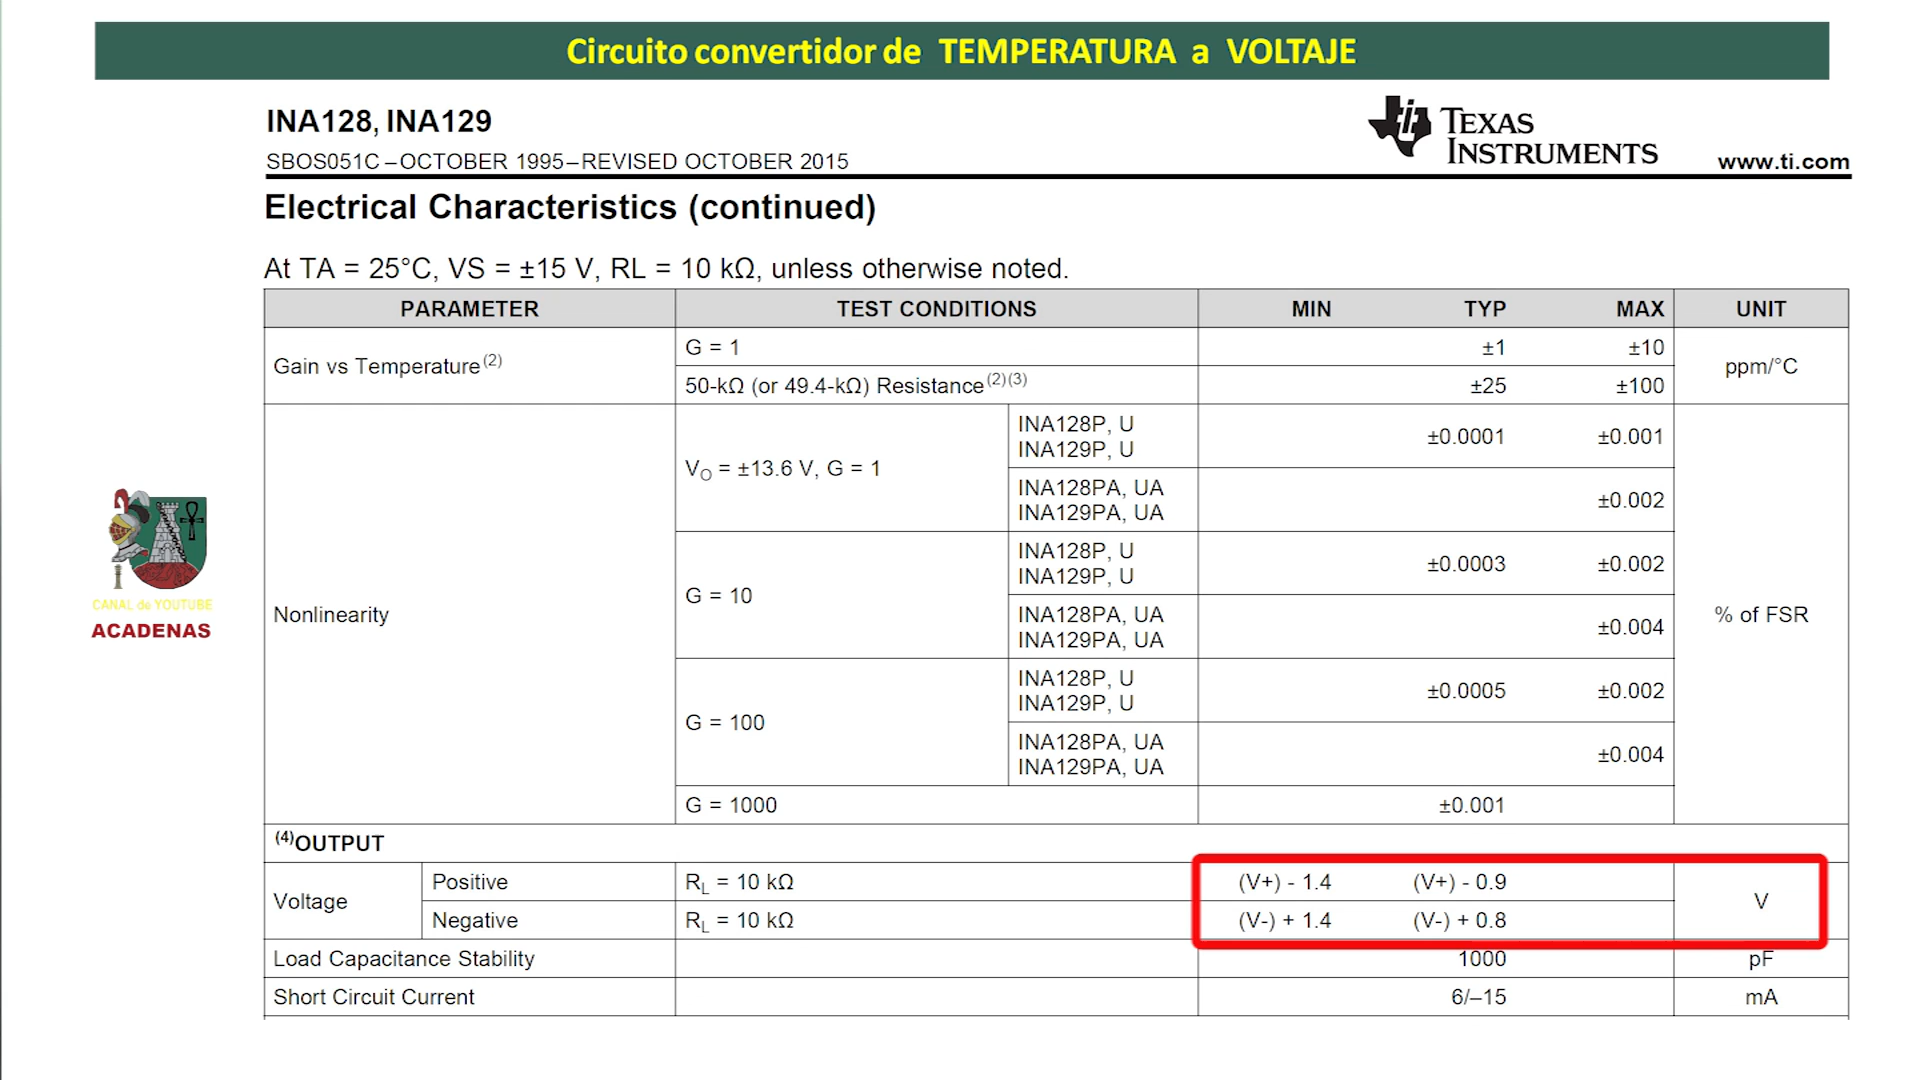 Circuito convertidor de TEMPERATURA a VOLTAJE
INA128, INA129
SBOS051C – OCTOBER 1995 – REVISED OCTOBER 2015
TEXAS
INSTRUMENTS
www.ti.com
Electrical Characteristics (continued)
At TA = 25°C, VS = ±15 V, RL = 10 kΩ, unless otherwise noted.
PARAMETER TEST CONDITIONS MIN TYP MAX UNIT
Gain vs Temperature(2)
G = 1 ±1 ±10
ppm/°C
50-kΩ (or 49.4-kΩ) Resistance(2)(3) ±25 ±100
Nonlinearity
VO = ±13.6 V, G = 1
INA128P, U
INA129P, U
±0.0001 ±0.001
INA128PA, UA
INA129PA, UA
±0.002
G = 10
INA128P, U
INA129P, U
±0.0003 ±0.002
INA128PA, UA
INA129PA, UA
±0.004
% of FSR
G = 100
INA128P, U
INA129P, U
±0.0005 ±0.002
INA128PA, UA
INA129PA, UA
±0.004
G = 1000 ±0.001
(4)OUTPUT
Voltage
Positive RL = 10 kΩ (V+) - 1.4 (V+) - 0.9
V
Negative RL = 10 kΩ (V-) + 1.4 (V-) + 0.8
Load Capacitance Stability 1000 pF
Short Circuit Current 6/–15 mA
CANAL de YOUTUBE
ACADENAS